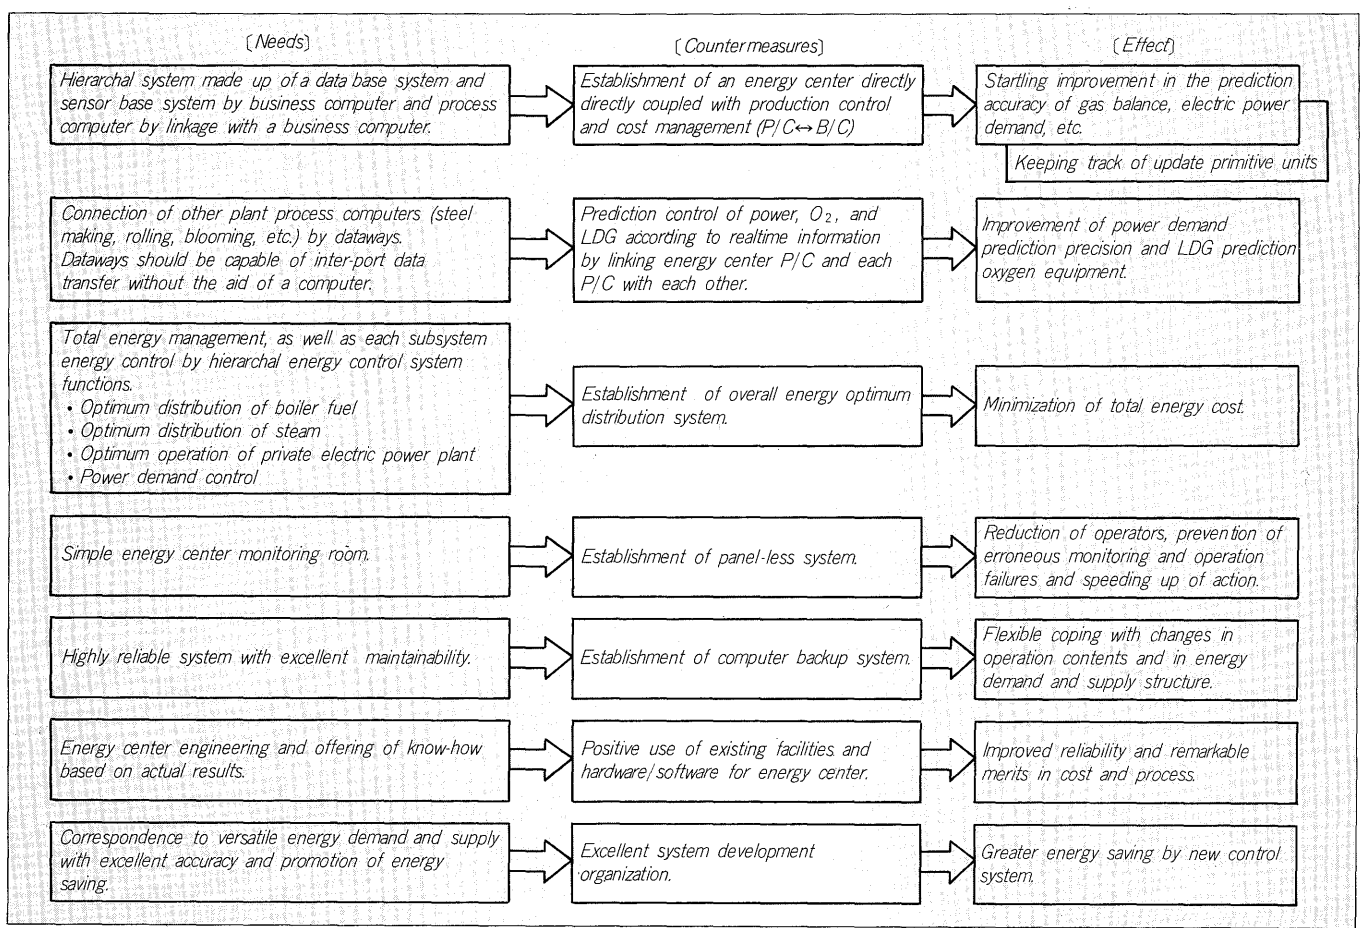 [Needs]
[Countermeasures]
[Effect]
Hierarchal system made up of a data base system and
sensor base system by business computer and process
computer by linkage with a business computer.
Establishment of an energy center directly
directly coupled with production control
and cost management (P/C↔B/C)
Startling improvement in the prediction
accuracy of gas balance, electric power
demand, etc.
Keeping track of update primitive units
Connection of other plant process computers (steel
making, rolling, blooming, etc.) by dataways.
Dataways should be capable of inter-port data
transfer without the aid of a computer.
Prediction control of power, O₂, and
LDG according to realtime information
by linking energy center P/C and each
P/C with each other.
Improvement of power demand
prediction precision and LDG prediction
oxygen equipment.
Total energy management, as well as each subsystem
energy control by hierarchal energy control system
functions.
• Optimum distribution of boiler fuel
• Optimum distribution of steam
• Optimum operation of private electric power plant
• Power demand control
Establishment of overall energy optimum
distribution system.
Minimization of total energy cost.
Simple energy center monitoring room.
Establishment of panel-less system.
Reduction of operators, prevention of
erroneous monitoring and operation
failures and speeding up of action.
Highly reliable system with excellent maintainability.
Establishment of computer backup system.
Flexible coping with changes in
operation contents and in energy
demand and supply structure.
Energy center engineering and offering of know-how
based on actual results.
Positive use of existing facilities and
hardware/software for energy center.
Improved reliability and remarkable
merits in cost and process.
Correspondence to versatile energy demand and supply
with excellent accuracy and promotion of energy
saving.
Excellent system development
organization.
Greater energy saving by new control
system.